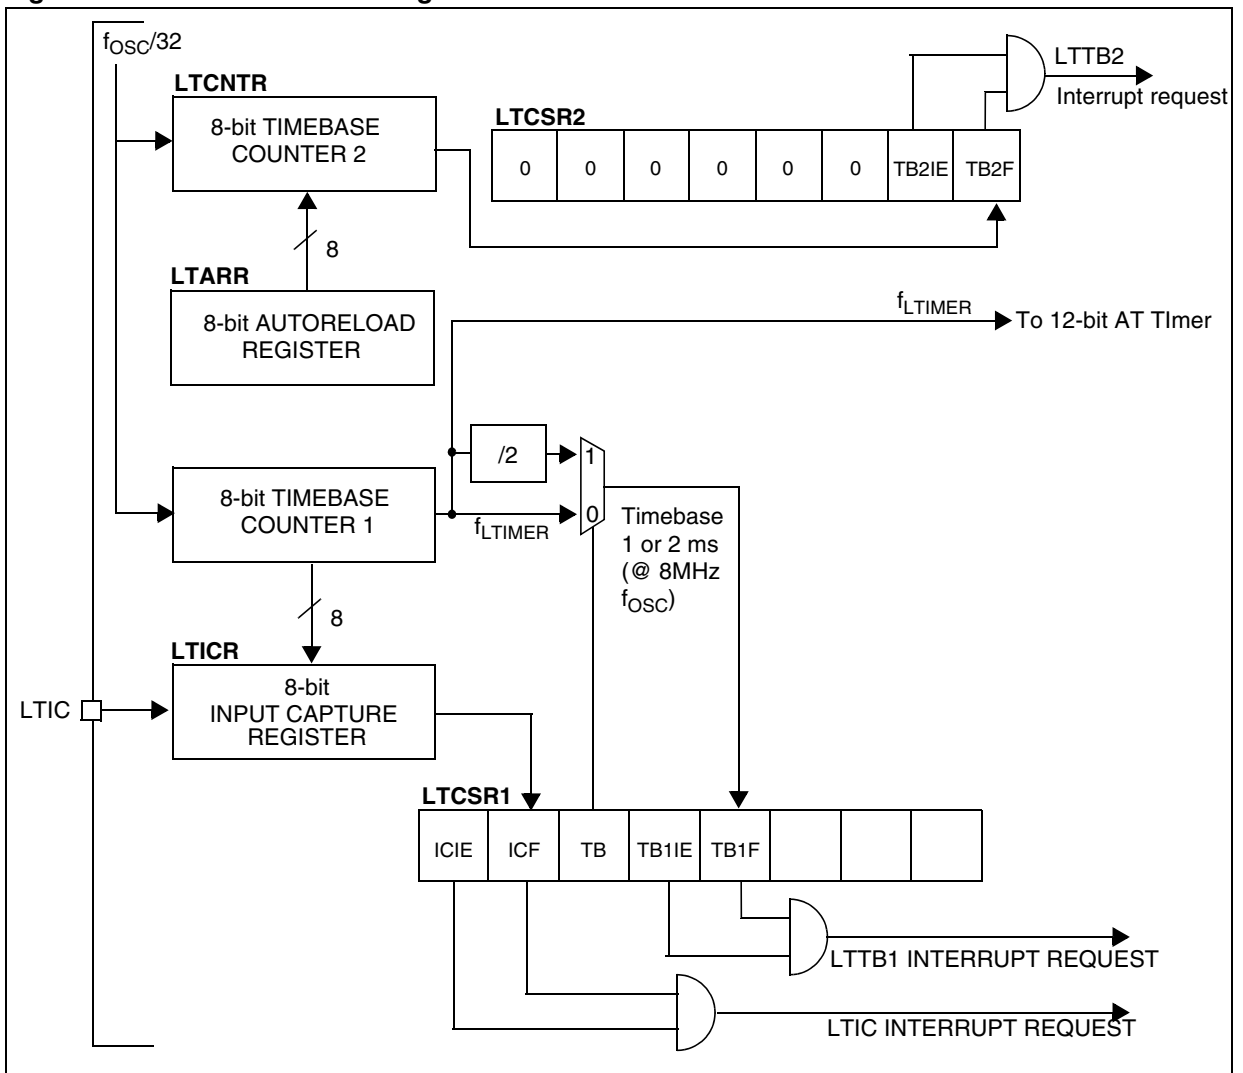 fOSC/32
LTCNTR
8-bit TIMEBASE
COUNTER 2
LTTB2
Interrupt request
LTCSR2
0 0 0 0 0 0 TB2IE TB2F
8
LTARR
8-bit AUTORELOAD
REGISTER
fLTIMER
To 12-bit AT TImer
/2
1
8-bit TIMEBASE
COUNTER 1
fLTIMER
0
Timebase
1 or 2 ms
(@ 8MHz
fOSC)
8
LTICR
8-bit
INPUT CAPTURE
REGISTER
LTIC
LTCSR1
ICIE ICF TB TB1IE TB1F
LTTB1 INTERRUPT REQUEST
LTIC INTERRUPT REQUEST